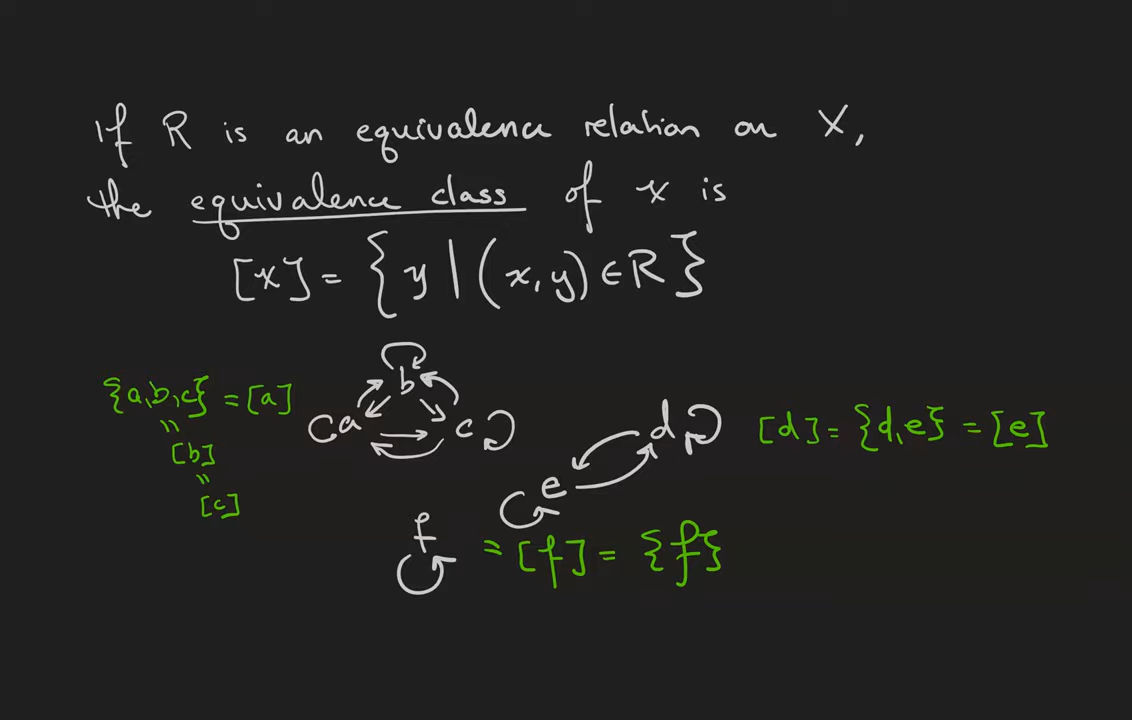 If R is an equivalence relation on X,
the equivalence class of x is
[x] = { y | (x, y) ∈ R }
b
{a,b,c} = [a]
a
c
d
[d] = {d,e} = [e]
"
[b]
"
[c]
e
f
= [f] = {f}